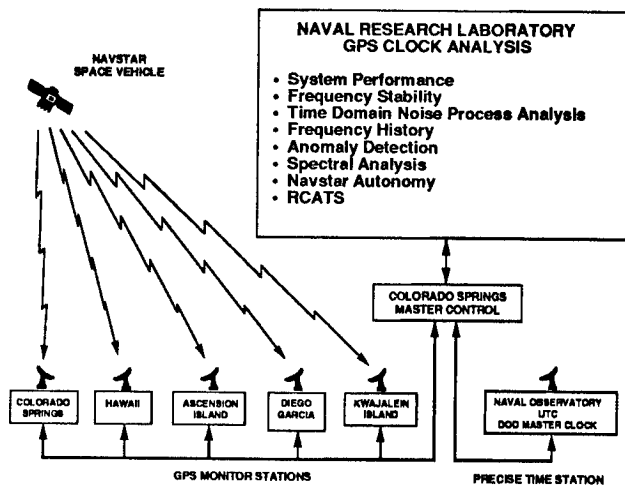 NAVSTAR
SPACE VEHICLE
NAVAL RESEARCH LABORATORY
GPS CLOCK ANALYSIS
• System Performance
• Frequency Stability
• Time Domain Noise Process Analysis
• Frequency History
• Anomaly Detection
• Spectral Analysis
• Navstar Autonomy
• RCATS
COLORADO SPRINGS
MASTER CONTROL
COLORADO
SPRINGS
HAWAII
ASCENSION
ISLAND
DIEGO
GARCIA
KWAJALEIN
ISLAND
NAVAL OBSERVATORY
UTC
DOD MASTER CLOCK
GPS MONITOR STATIONS
PRECISE TIME STATION